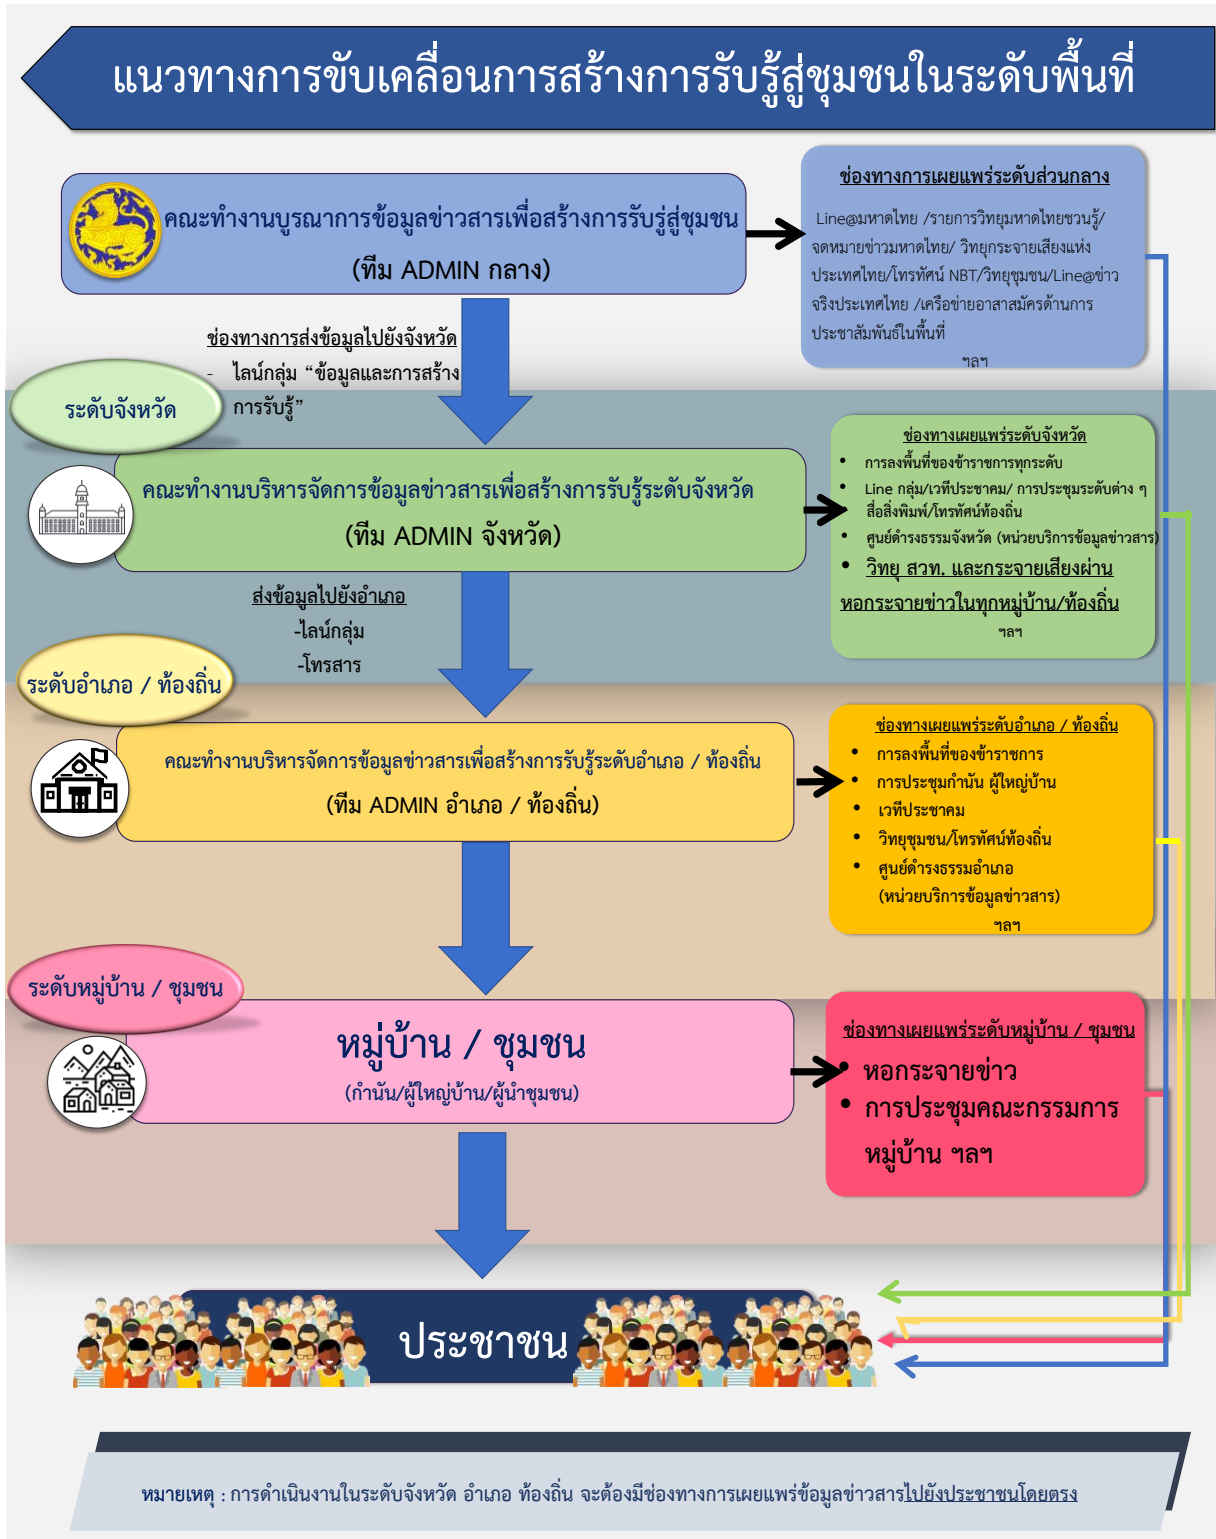 แนวทางการขับเคลื่อนการสร้างการรับรู้สู่ชุมชนในระดับพื้นที่
คณะทำงานบูรณาการข้อมูลข่าวสารเพื่อสร้างการรับรู้สู่ชุมชน
(ทีม ADMIN กลาง)
ช่องทางการเผยแพร่ระดับส่วนกลาง
Line@มหาดไทย /รายการวิทยุมหาดไทยชวนรู้/
จดหมายข่าวมหาดไทย/ วิทยุกระจายเสียงแห่ง
ประเทศไทย/โทรทัศน์ NBT/วิทยุชุมชน/Line@ข่าว
จริงประเทศไทย /เครือข่ายอาสาสมัครด้านการ
ประชาสัมพันธ์ในพื้นที่
ฯลฯ
ช่องทางการส่งข้อมูลไปยังจังหวัด
- ไลน์กลุ่ม “ข้อมูลและการสร้าง
การรับรู้”
ระดับจังหวัด
คณะทำงานบริหารจัดการข้อมูลข่าวสารเพื่อสร้างการรับรู้ระดับจังหวัด
(ทีม ADMIN จังหวัด)
ช่องทางเผยแพร่ระดับจังหวัด
• การลงพื้นที่ของข้าราชการทุกระดับ
• Line กลุ่ม/เวทีประชาคม/ การประชุมระดับต่าง ๆ
• สื่อสิ่งพิมพ์/โทรทัศน์ท้องถิ่น
• ศูนย์ดำรงธรรมจังหวัด (หน่วยบริการข้อมูลข่าวสาร)
• วิทยุ สวท. และกระจายเสียงผ่าน
หอกระจายข่าวในทุกหมู่บ้าน/ท้องถิ่น
ฯลฯ
ส่งข้อมูลไปยังอำเภอ
-ไลน์กลุ่ม
-โทรสาร
ระดับอำเภอ / ท้องถิ่น
คณะทำงานบริหารจัดการข้อมูลข่าวสารเพื่อสร้างการรับรู้ระดับอำเภอ / ท้องถิ่น
(ทีม ADMIN อำเภอ / ท้องถิ่น)
ช่องทางเผยแพร่ระดับอำเภอ / ท้องถิ่น
• การลงพื้นที่ของข้าราชการ
• การประชุมกำนัน ผู้ใหญ่บ้าน
• เวทีประชาคม
• วิทยุชุมชน/โทรทัศน์ท้องถิ่น
• ศูนย์ดำรงธรรมอำเภอ
(หน่วยบริการข้อมูลข่าวสาร)
ฯลฯ
ระดับหมู่บ้าน / ชุมชน
หมู่บ้าน / ชุมชน
(กำนัน/ผู้ใหญ่บ้าน/ผู้นำชุมชน)
ช่องทางเผยแพร่ระดับหมู่บ้าน / ชุมชน
• หอกระจายข่าว
• การประชุมคณะกรรมการ
หมู่บ้าน ฯลฯ
ประชาชน
หมายเหตุ : การดำเนินงานในระดับจังหวัด อำเภอ ท้องถิ่น จะต้องมีช่องทางการเผยแพร่ข้อมูลข่าวสารไปยังประชาชนโดยตรง